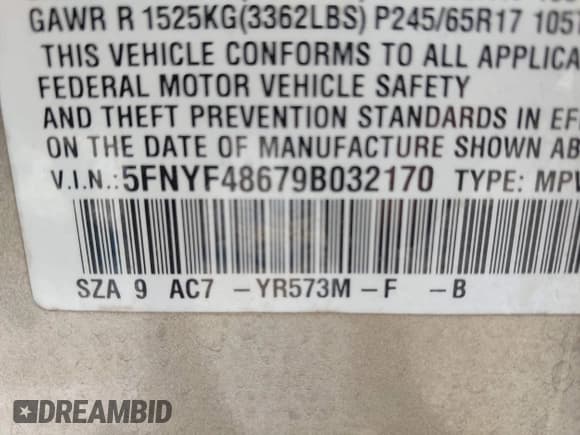 GAWR R 1525KG(3362LBS) P245/65R17
THIS VEHICLE CONFORMS TO ALL
FEDERAL MOTOR VEHICLE SAFETY
AND THEFT PREVENTION STANDARDS IN
ON THE DATE OF MANUFACTURE SHOWN
V.I.N.: 5FNYF48679B032170 TYPE: MPV
SZA 9 AC7 -YR573M -F -B
DREAMBID